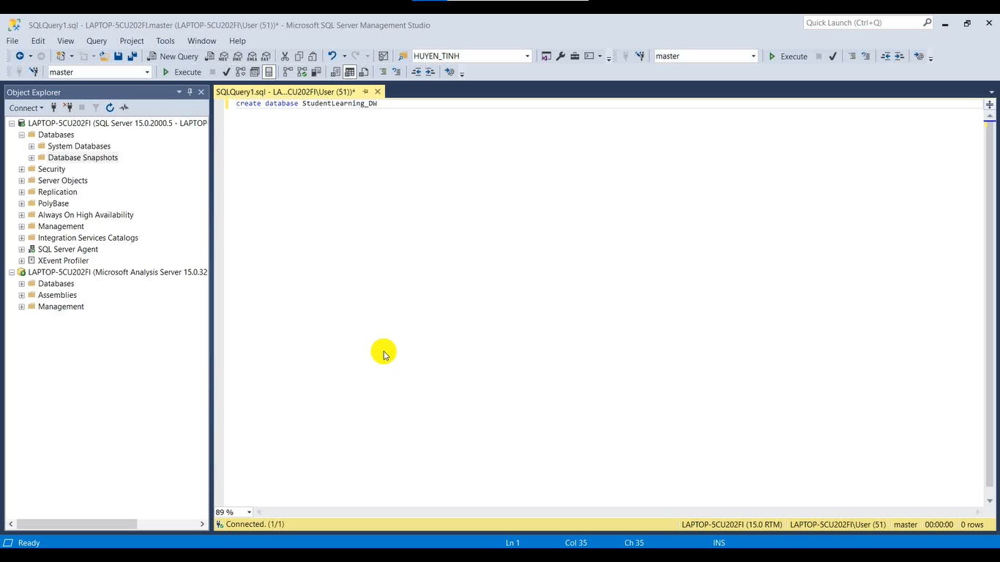 SQLQuery1.sql - LAPTOP-5CU202FI.master (LAPTOP-5CU202FI\User (51))* - Microsoft SQL Server Management Studio
Quick Launch (Ctrl+Q)
File Edit View Query Project Tools Window Help
New Query
MDX DMX XMLA DAX
HUYEN_TINH
master
Execute
master
Execute
Object Explorer
SQLQuery1.sql - LA...CU202FI\User (51))*
Connect
create database StudentLearning_DW
LAPTOP-5CU202FI (SQL Server 15.0.2000.5 - LAPTOP-
Databases
System Databases
Database Snapshots
Security
Server Objects
Replication
PolyBase
Always On High Availability
Management
Integration Services Catalogs
SQL Server Agent
XEvent Profiler
LAPTOP-5CU202FI (Microsoft Analysis Server 15.0.32
Databases
Assemblies
Management
89 %
Connected. (1/1)
LAPTOP-5CU202FI (15.0 RTM) LAPTOP-5CU202FI\User (51) master 00:00:00 0 rows
Ready
Ln 1 Col 35 Ch 35 INS